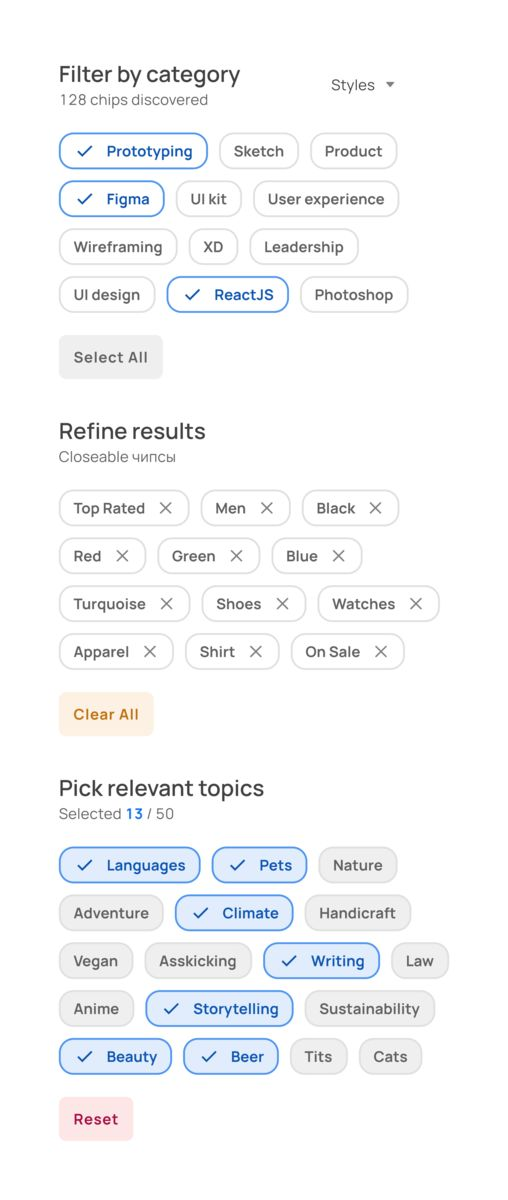 Filter by category
Styles
128 chips discovered
Prototyping Sketch Product
Figma UI kit User experience
Wireframing XD Leadership
UI design ReactJS Photoshop
Select All
Refine results
Closeable чипсы
Top Rated Men Black
Red Green Blue
Turquoise Shoes Watches
Apparel Shirt On Sale
Clear All
Pick relevant topics
Selected 13 / 50
Languages Pets Nature
Adventure Climate Handicraft
Vegan Asskicking Writing Law
Anime Storytelling Sustainability
Beauty Beer Tits Cats
Reset